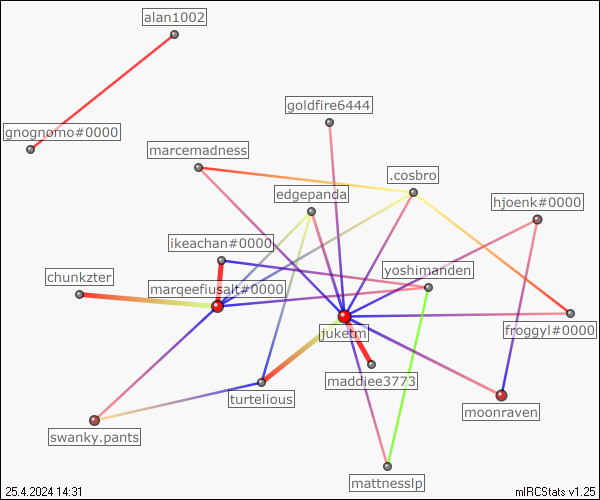 alan1002
goldfire6444
gnognomo#0000
marcemadness
.cosbro
edgepanda
hjoenk#0000
ikeachan#0000
yoshimanden
chunkzter
marqeefiusalt#0000
juketm
froggyl#0000
maddiee3773
turtelious
moonraven
swanky.pants
mattnesslp
25.4.2024 14:31
mIRCStats v1.25